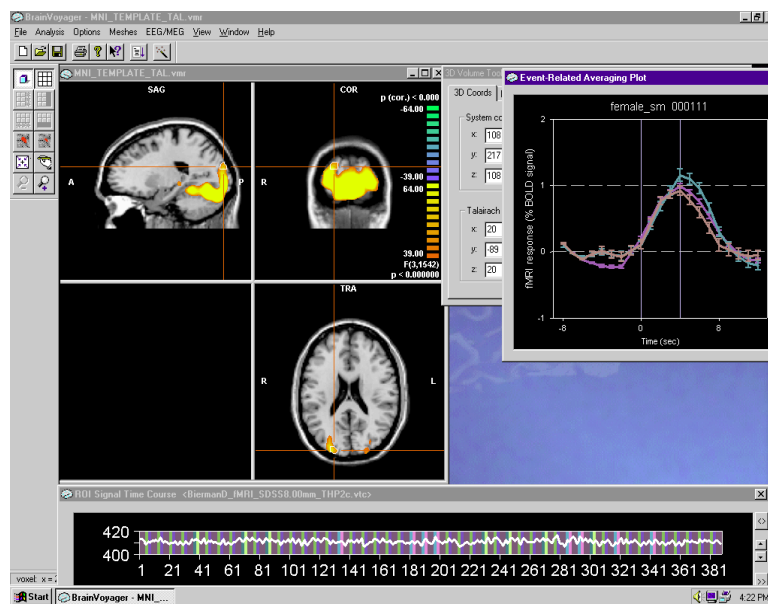 BrainVoyager - MNI_TEMPLATE_TAL.vmr
File Analysis Options Meshes EEG/MEG View Window Help
MNI_TEMPLATE_TAL.vmr
3D Volume Too
Event-Related Averaging Plot
SAG
COR
p (cor.) < 0.000
-64.00
-39.00
64.00
39.00
F(3,1542)
p < 0.000000
A
P
R
TRA
R
L
3D Coords
System co
x: 108
y: 217
z: 108
Talairach
x: 20
y: -89
z: 20
female_sm 000111
fMRI response (% BOLD signal)
2
1
0
-1
-8
0
8
Time (sec)
ROI Signal Time Course <BiermanD_fMRI_SDSS8.00mm_THP2c.vtc>
420
400
1 21 41 61 81 101 121 141 161 181 201 221 241 261 281 301 321 341 361 381
voxel: x = 2
Start
BrainVoyager - MNI_...
4:22 PM